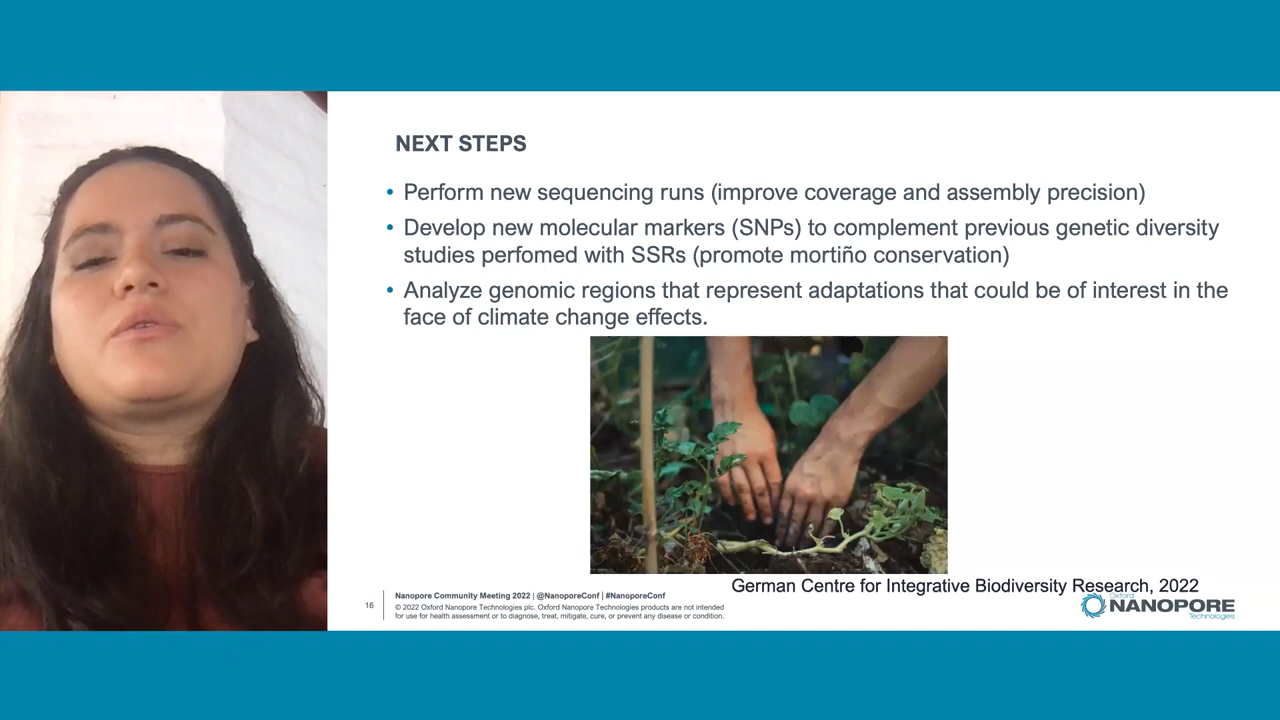 NEXT STEPS
• Perform new sequencing runs (improve coverage and assembly precision)
• Develop new molecular markers (SNPs) to complement previous genetic diversity
studies perfomed with SSRs (promote mortiño conservation)
• Analyze genomic regions that represent adaptations that could be of interest in the
face of climate change effects.
German Centre for Integrative Biodiversity Research, 2022
16
Nanopore Community Meeting 2022 | @NanoporeConf | #NanoporeConf
© 2022 Oxford Nanopore Technologies plc. Oxford Nanopore Technologies products are not intended
for use for health assessment or to diagnose, treat, mitigate, cure, or prevent any disease or condition.
Oxford
NANOPORE
Technologies